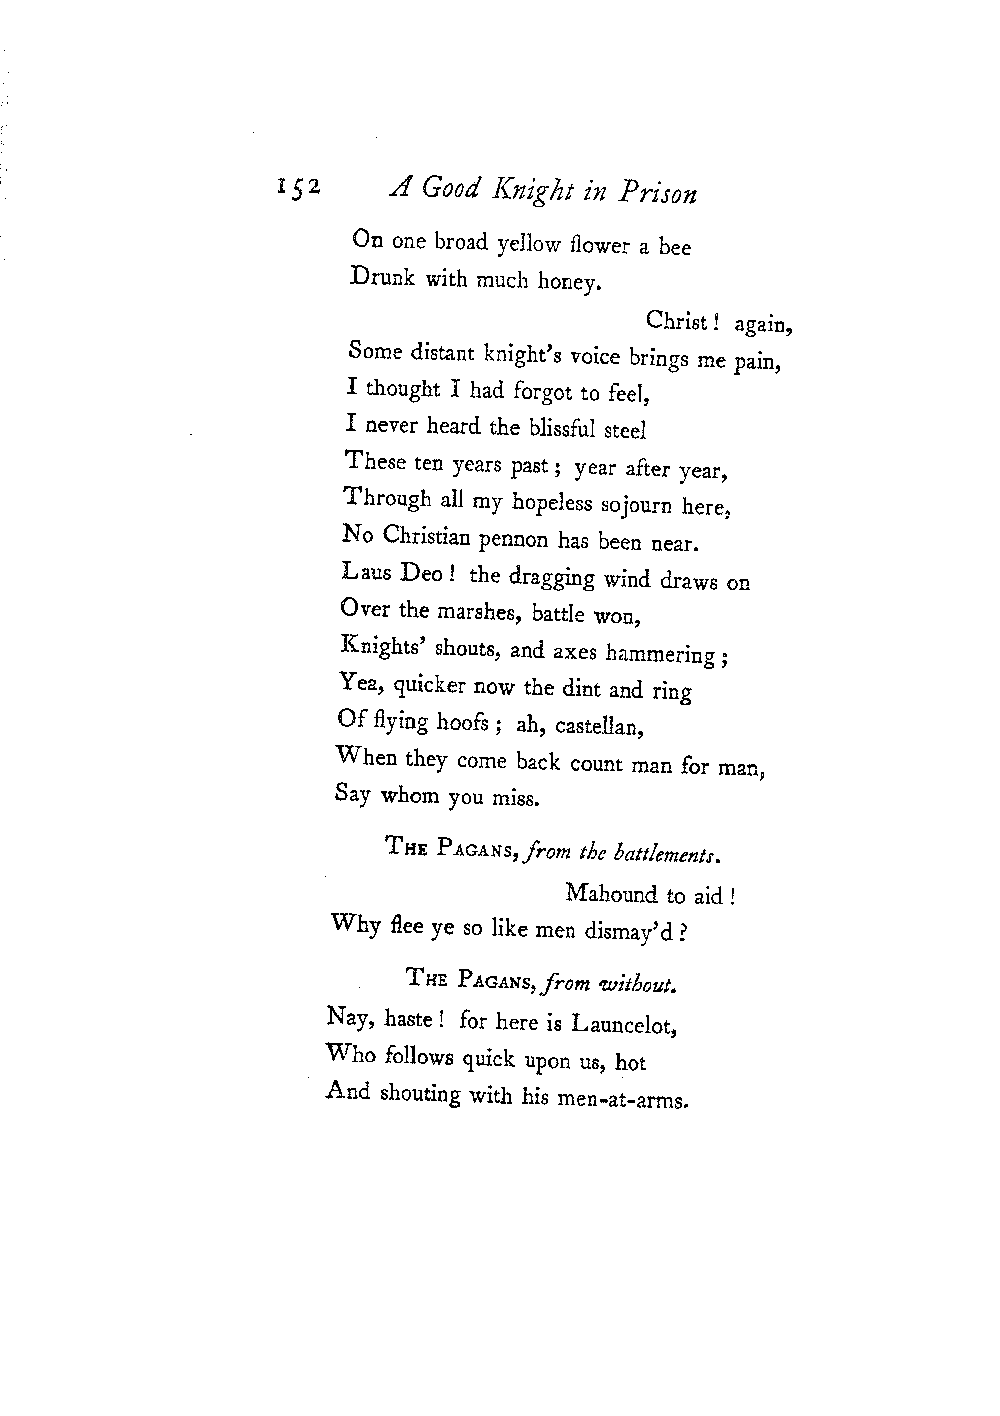 152 A Good Knight in Prison
On one broad yellow flower a bee
Drunk with much honey.
Christ! again,
Some distant knight's voice brings me pain,
I thought I had forgot to feel,
I never heard the blissful steel
These ten years past; year after year,
Through all my hopeless sojourn here,
No Christian pennon has been near.
Laus Deo! the dragging wind draws on
Over the marshes, battle won,
Knights' shouts, and axes hammering;
Yea, quicker now the dint and ring
Of flying hoofs; ah, castellan,
When they come back count man for man,
Say whom you miss.
THE PAGANS, from the battlements.
Mahound to aid!
Why flee ye so like men dismay'd?
THE PAGANS, from without.
Nay, haste! for here is Launcelot,
Who follows quick upon us, hot
And shouting with his men-at-arms.